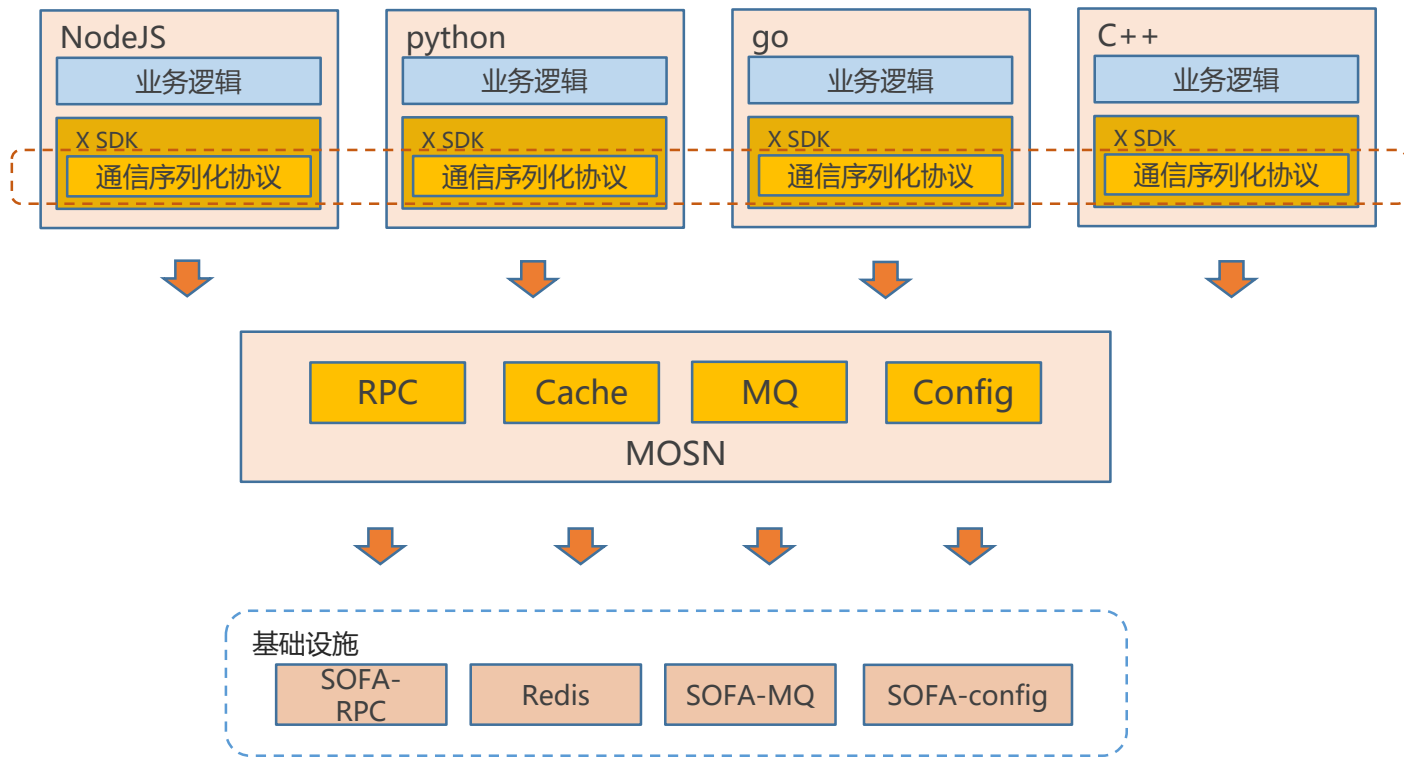 NodeJS
业务逻辑
X SDK
通信序列化协议
python
业务逻辑
X SDK
通信序列化协议
go
业务逻辑
X SDK
通信序列化协议
C++
业务逻辑
X SDK
通信序列化协议
RPC
Cache
MQ
Config
MOSN
基础设施
SOFA-
RPC
Redis
SOFA-MQ
SOFA-config